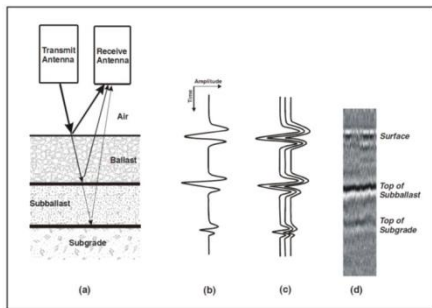 Transmit
Antenna
Receive
Antenna
Amplitude
Time
Air
Ballast
Subballast
Subgrade
Surface
Top of
Subballast
Top of
Subgrade
(a)
(b)
(c)
(d)